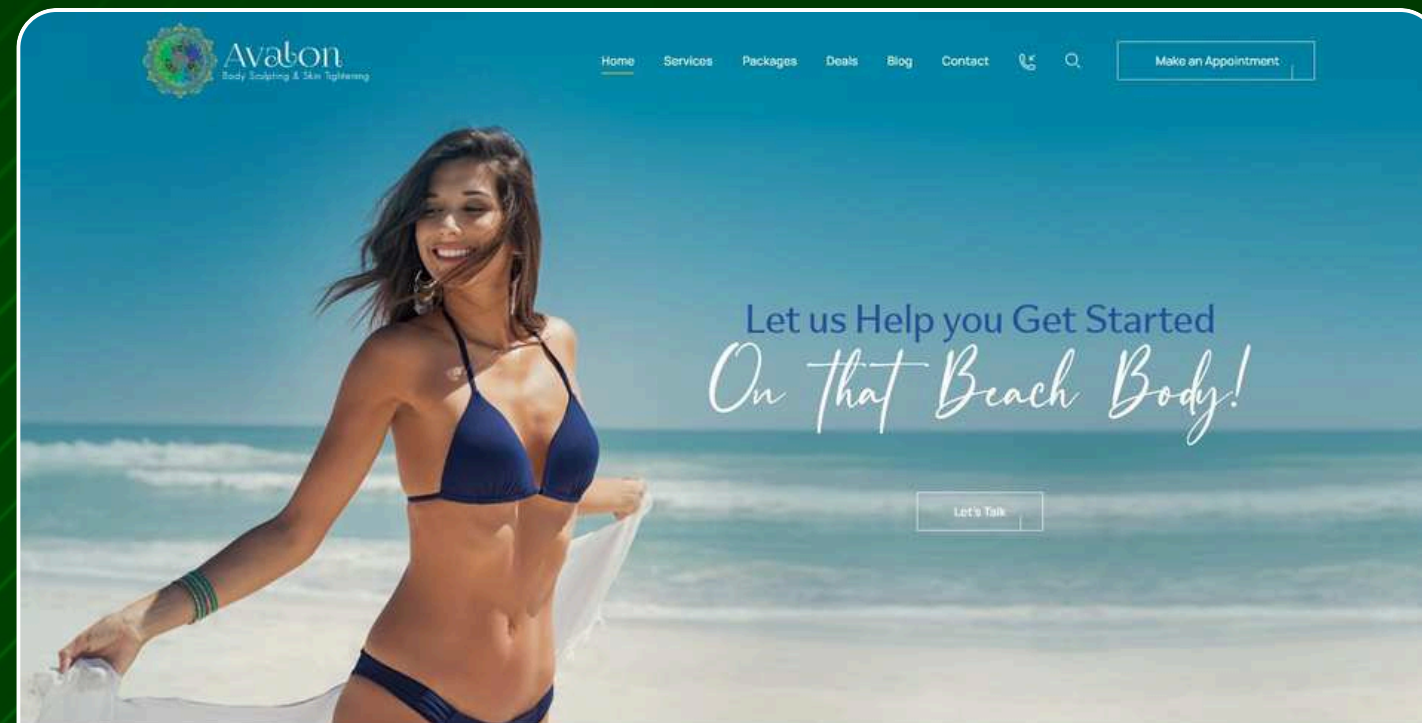 Avalon
Body Sculpting & Skin Tightening
Home Services Packages Deals Blog Contact Make an Appointment
Let us Help you Get Started
On that Beach Body!
Let's Talk